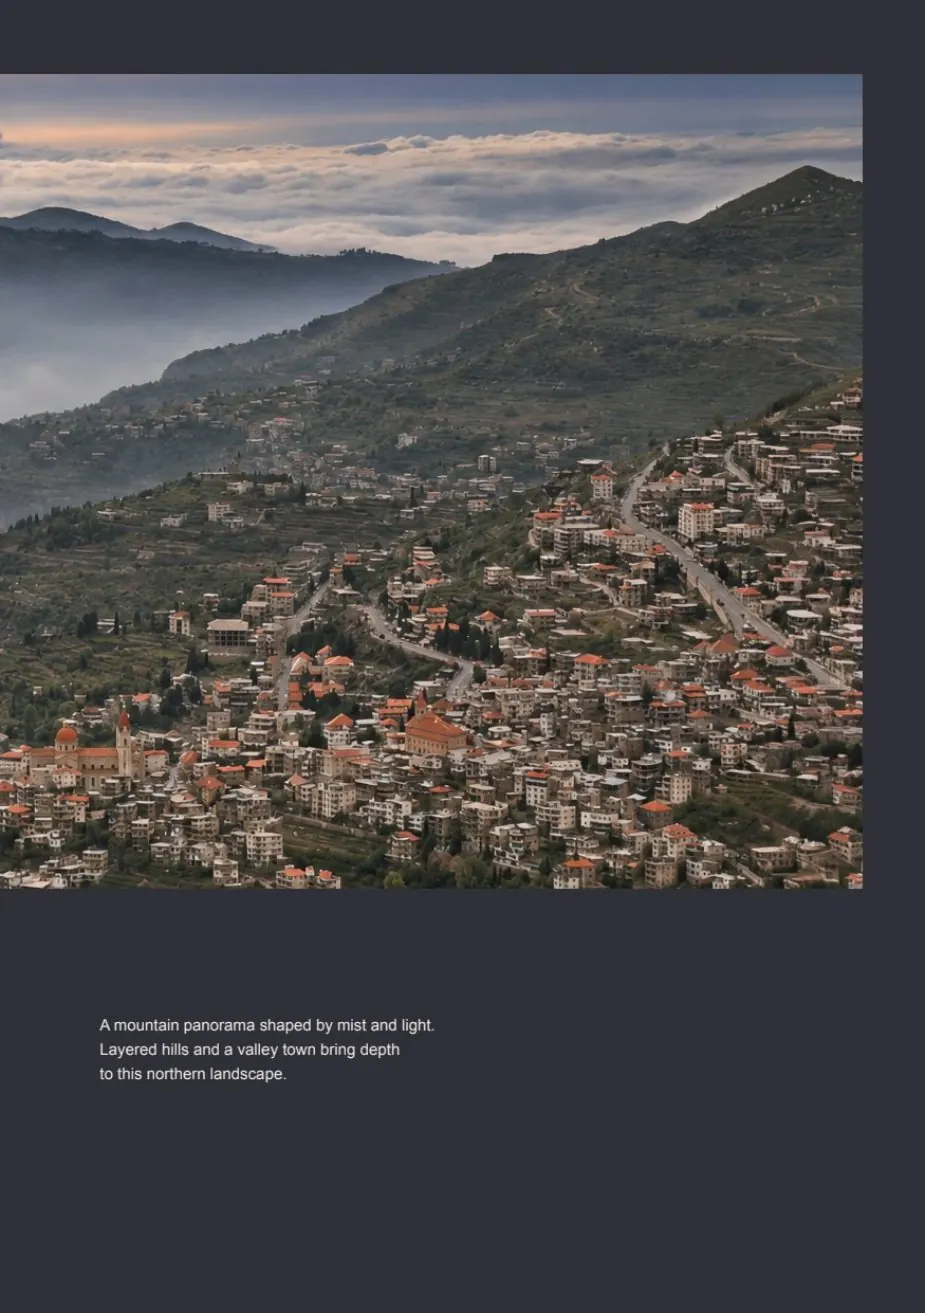 A mountain panorama shaped by mist and light.
Layered hills and a valley town bring depth
to this northern landscape.